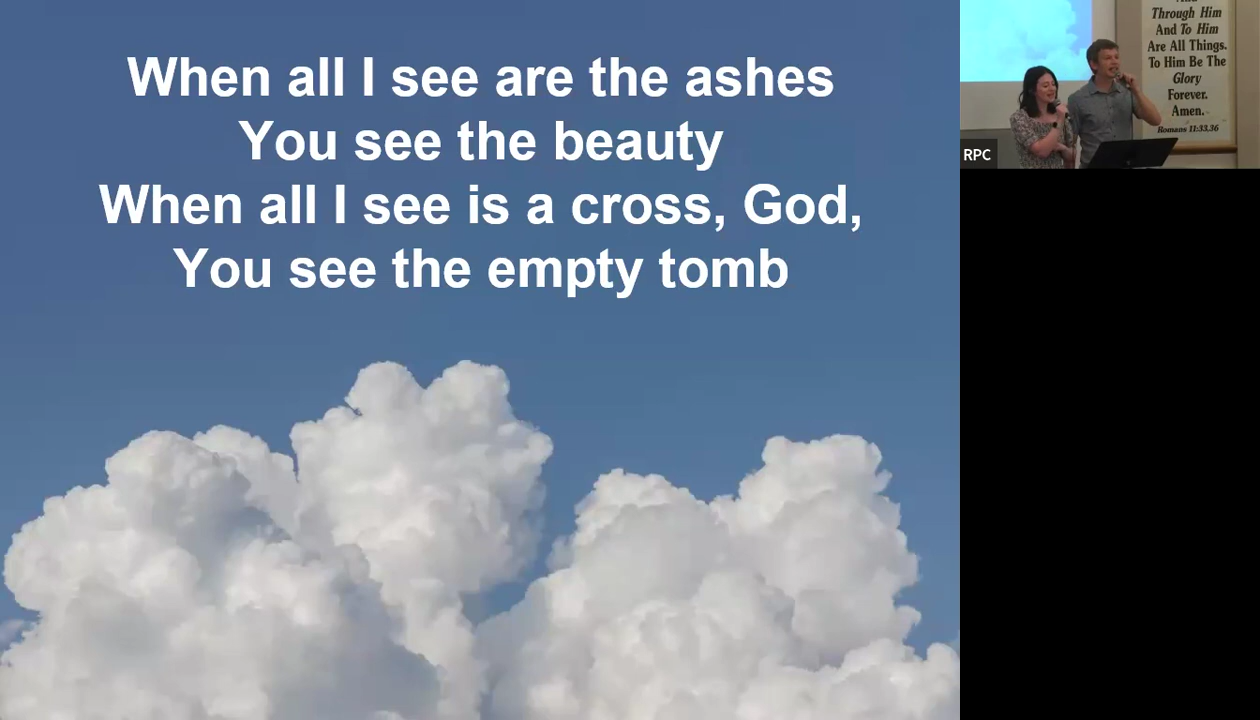 When all I see are the ashes
You see the beauty
When all I see is a cross, God,
You see the empty tomb
Through Him
And To Him
Are All Things.
To Him Be The
Glory
Forever.
Amen.
Romans 11:33,36
RPC